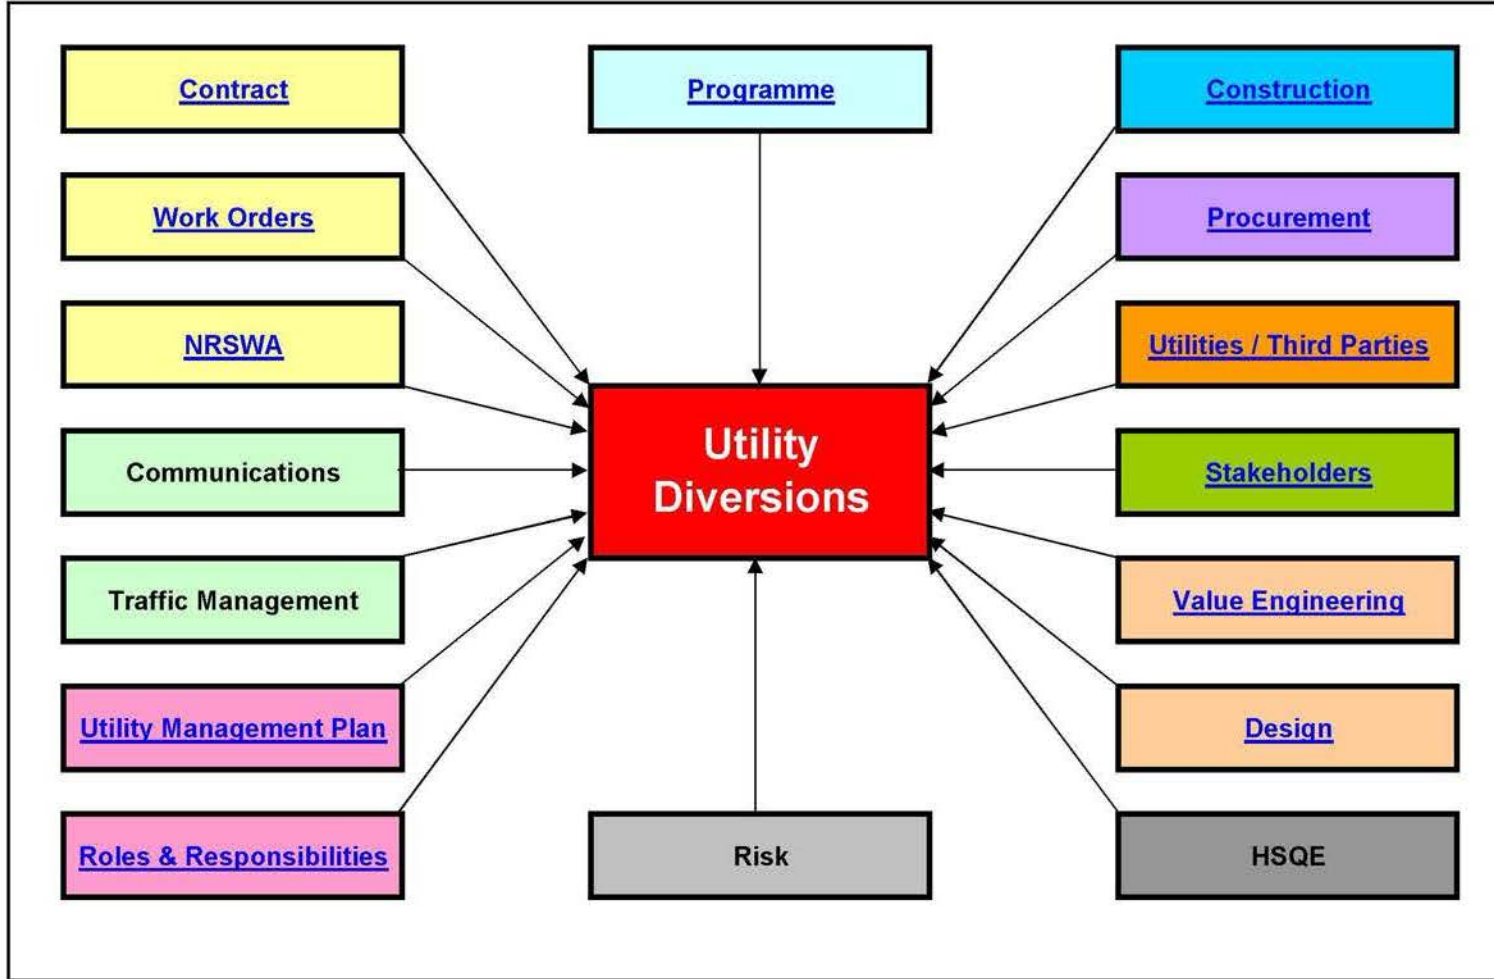 Contract
Programme
Construction
Work Orders
Procurement
NRSWA
Utilities / Third Parties
Utility
Diversions
Communications
Stakeholders
Traffic Management
Value Engineering
Utility Management Plan
Design
Roles & Responsibilities
Risk
HSQE